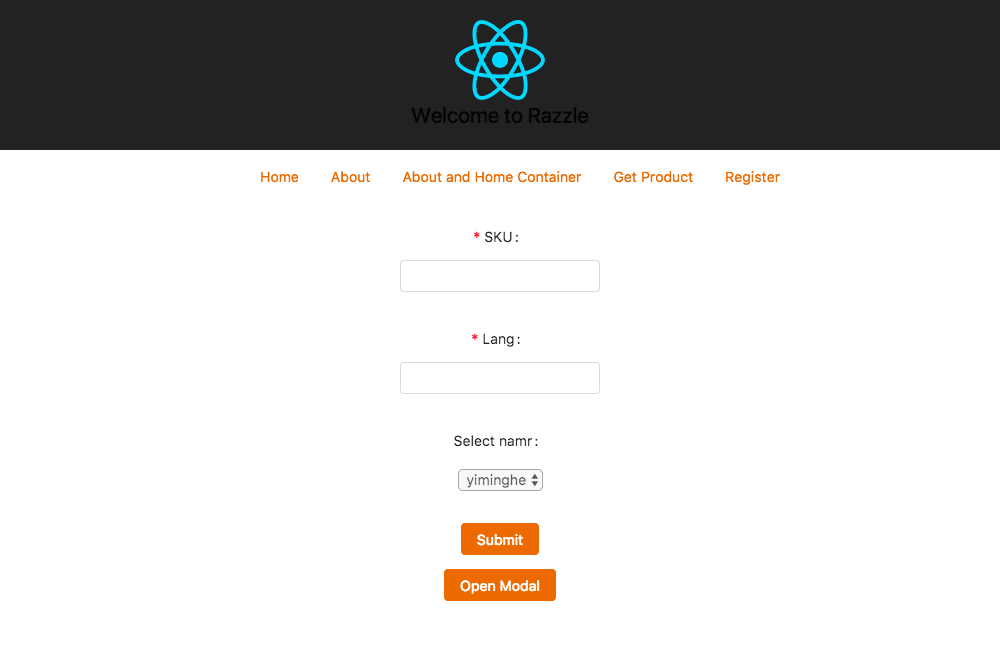 Welcome to Razzle
Home About About and Home Container Get Product Register
* SKU:
* Lang:
Select namr:
yiminghe
Submit
Open Modal